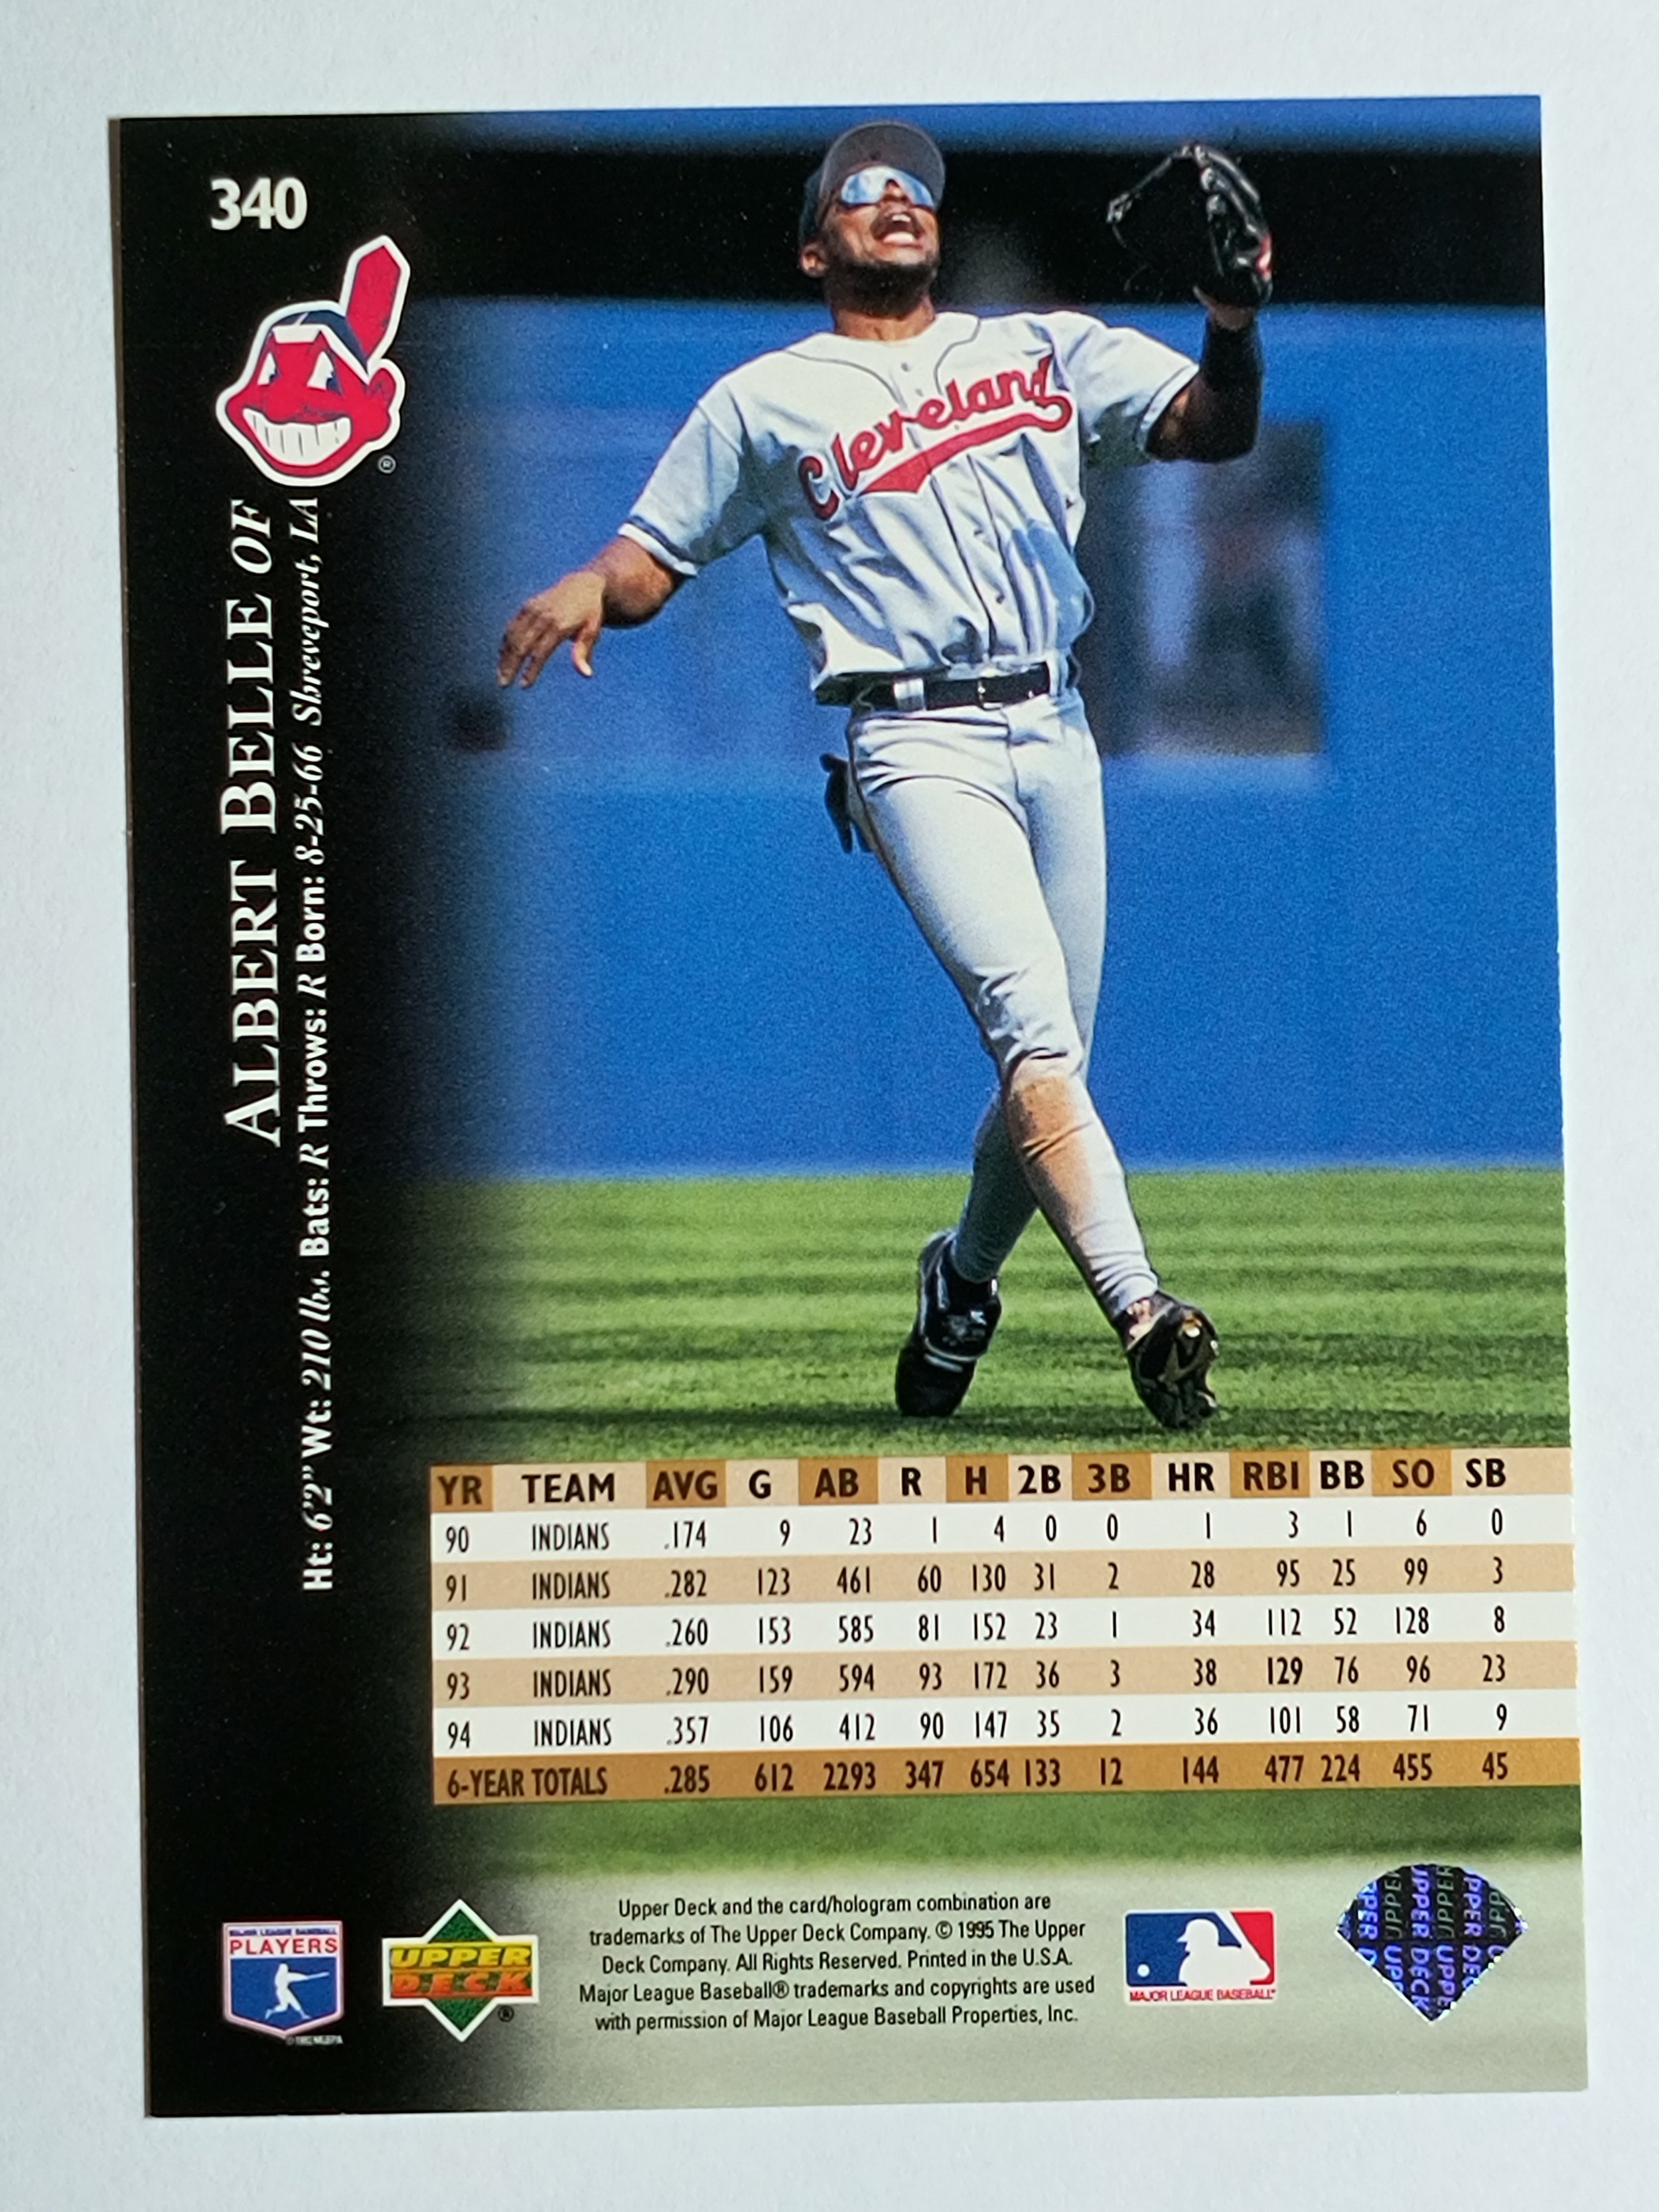 340
®
ALBERT BELLE OF
Ht: 6'2" Wt: 210 lbs. Bats: R Throws: R Born: 8-25-66 Shreveport, LA
Cleveland
YR TEAM AVG G AB R H 2B 3B HR RBI BB SO SB
90 INDIANS .174 9 23 1 4 0 0 1 3 1 6 0
91 INDIANS .282 123 461 60 130 31 2 28 95 25 99 3
92 INDIANS .260 153 585 81 152 23 1 34 112 52 128 8
93 INDIANS .290 159 594 93 172 36 3 38 129 76 96 23
94 INDIANS .357 106 412 90 147 35 2 36 101 58 71 9
6-YEAR TOTALS .285 612 2293 347 654 133 12 144 477 224 455 45
MAJOR LEAGUE BASEBALL
PLAYERS
UPPER
DECK
®
Upper Deck and the card/hologram combination are
trademarks of The Upper Deck Company. © 1995 The Upper
Deck Company. All Rights Reserved. Printed in the U.S.A.
Major League Baseball® trademarks and copyrights are used
with permission of Major League Baseball Properties, Inc.
MAJOR LEAGUE BASEBALL
UPPER DECK